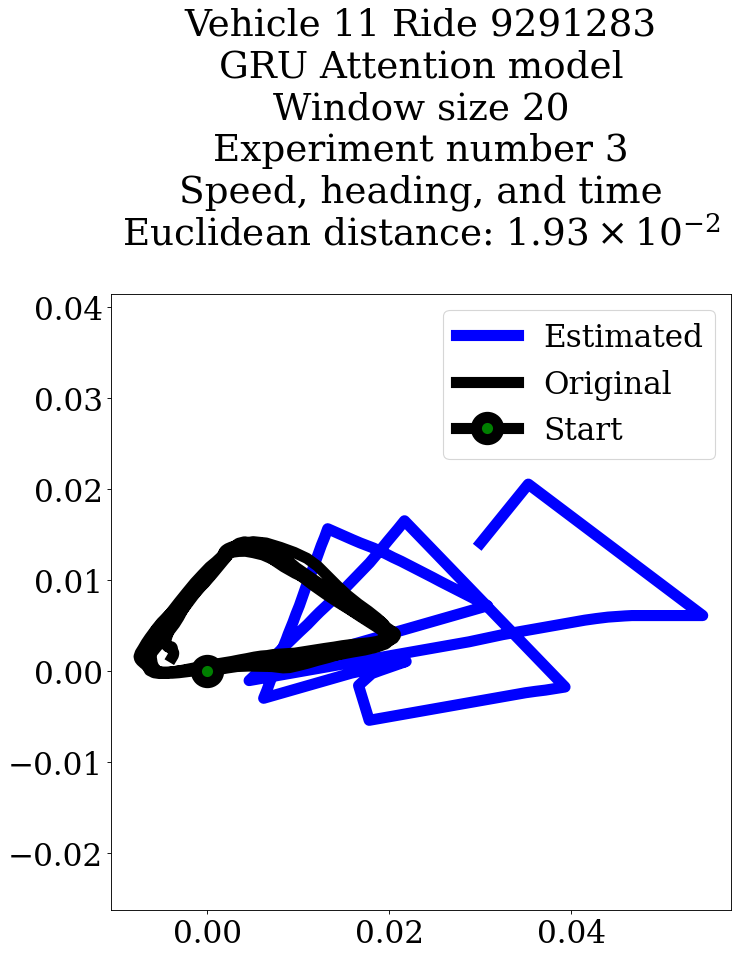 Vehicle 11 Ride 9291283
GRU Attention model
Window size 20
Experiment number 3
Speed, heading, and time
Euclidean distance: 1.93 × 10⁻²
0.04
0.03
0.02
0.01
0.00
−0.01
−0.02
Estimated
Original
Start
0.00 0.02 0.04